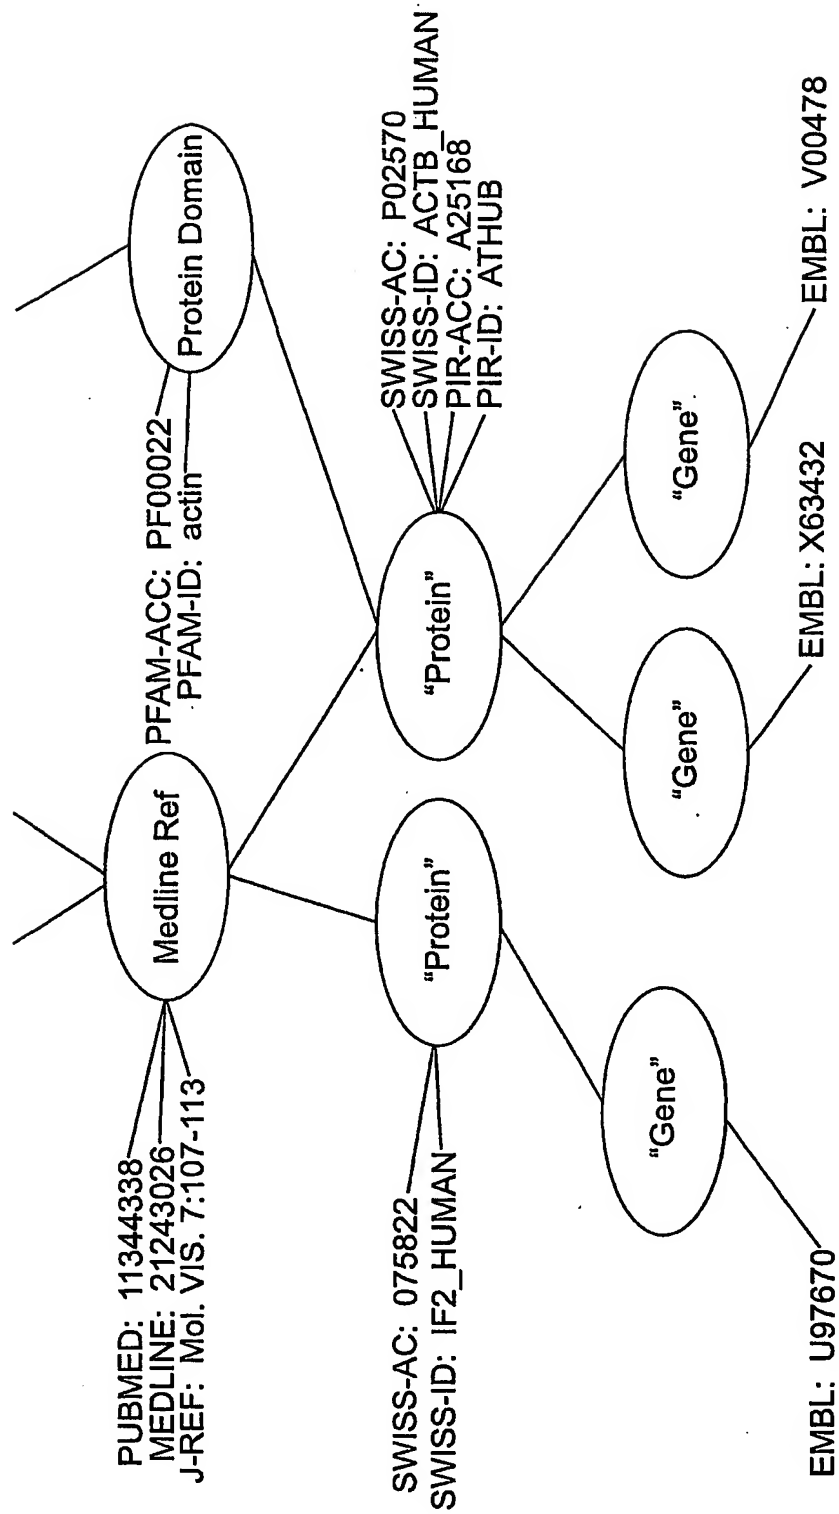 PUBMED: 11344338
MEDLINE: 21243026
J-REF: Mol. VIS. 7:107-113
Medline Ref
PFAM-ACC: PF00022
PFAM-ID: actin
Protein Domain
SWISS-AC: 075822
SWISS-ID: IF2_HUMAN
"Protein"
"Protein"
SWISS-AC: P02570
SWISS-ID: ACTB_HUMAN
PIR-ACC: A25168
PIR-ID: ATHUB
"Gene"
"Gene"
"Gene"
EMBL: U97670
EMBL: X63432
EMBL: V00478